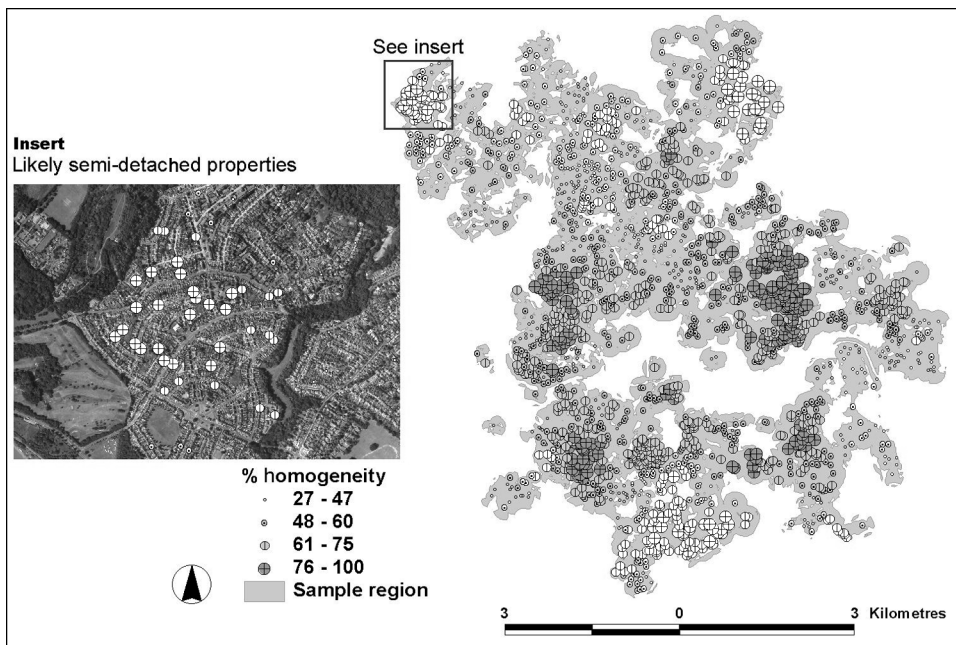 See insert
Insert
Likely semi-detached properties
% homogeneity
27 - 47
48 - 60
61 - 75
76 - 100
Sample region
3 0 3 Kilometres